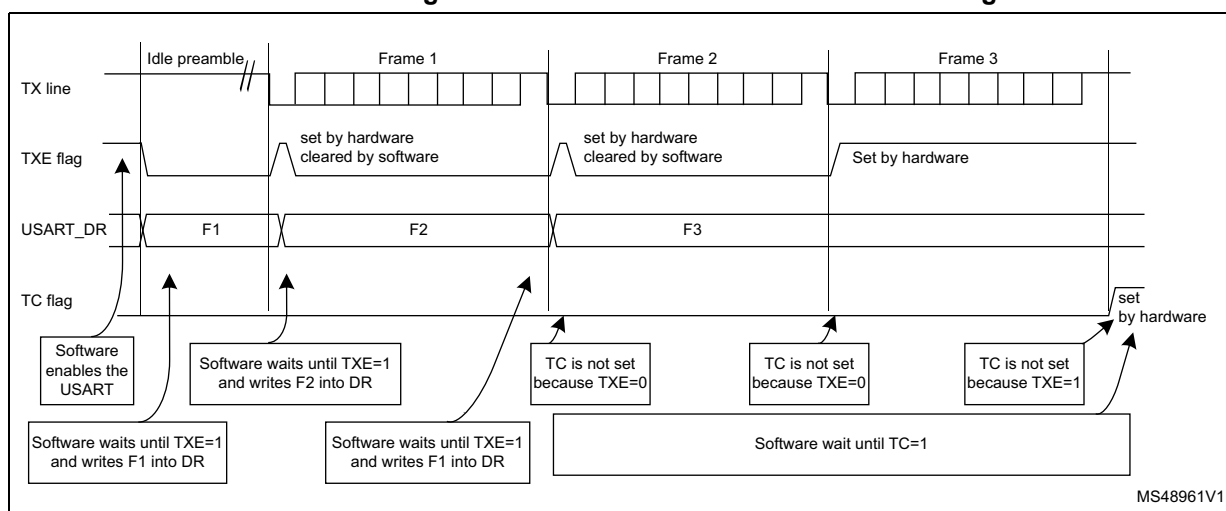 Idle preamble
Frame 1
Frame 2
Frame 3
TX line
TXE flag
set by hardware
cleared by software
set by hardware
cleared by software
Set by hardware
USART_DR
F1
F2
F3
TC flag
set
by hardware
Software
enables the
USART
Software waits until TXE=1
and writes F2 into DR
TC is not set
because TXE=0
TC is not set
because TXE=0
TC is not set
because TXE=1
Software waits until TXE=1
and writes F1 into DR
Software waits until TXE=1
and writes F1 into DR
Software wait until TC=1
MS48961V1